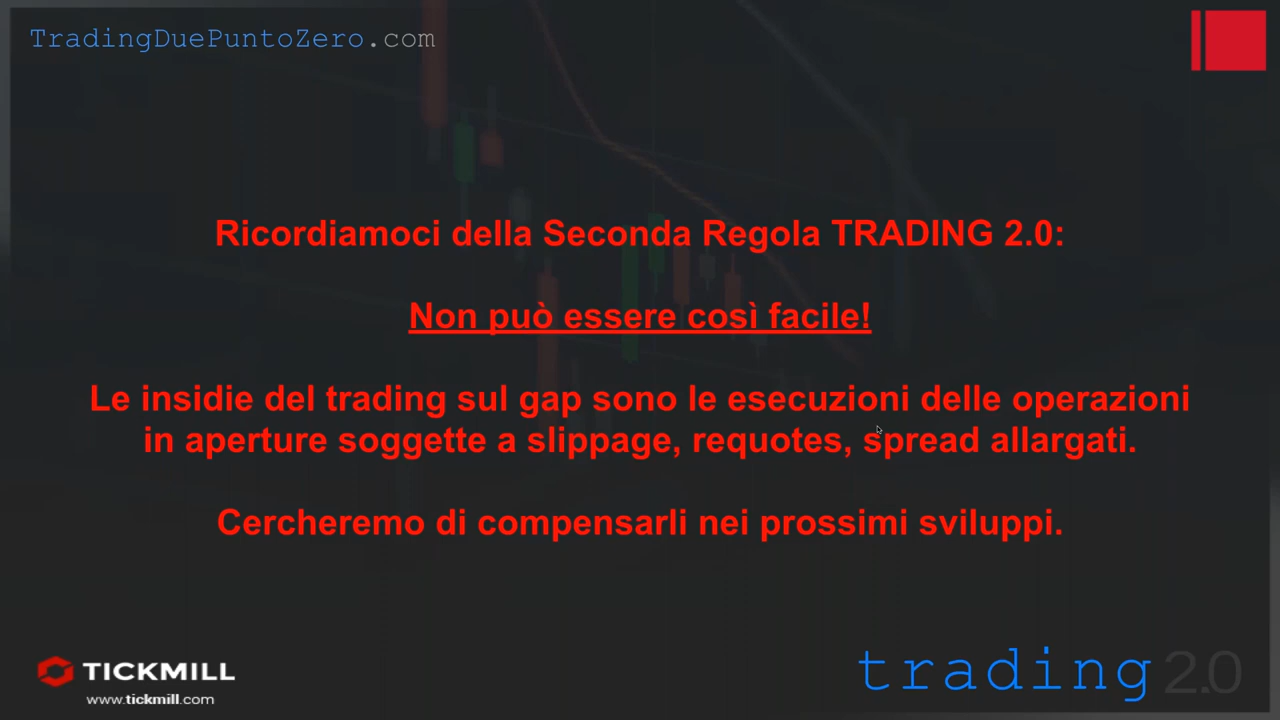 TradingDuePuntoZero.com
Ricordiamoci della Seconda Regola TRADING 2.0:
Non può essere così facile!
Le insidie del trading sul gap sono le esecuzioni delle operazioni
in aperture soggette a slippage, requotes, spread allargati.
Cercheremo di compensarli nei prossimi sviluppi.
TICKMILL
www.tickmill.com
trading 2.0